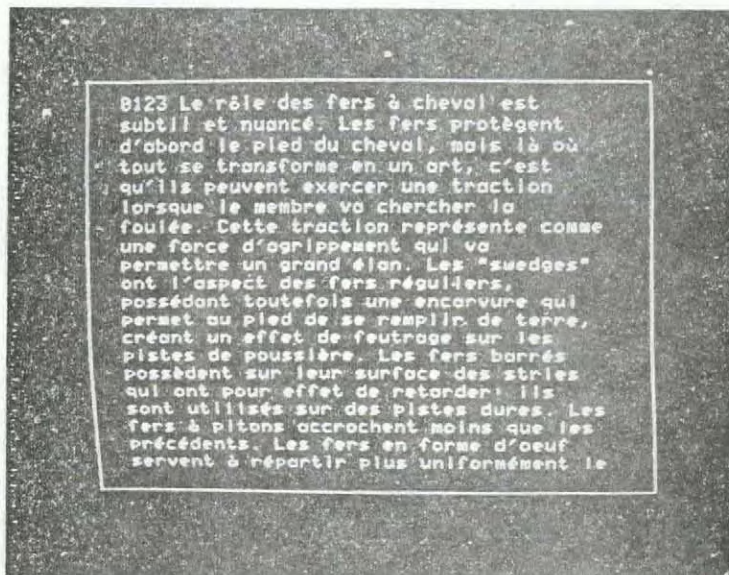 0123 Le rôle des fers à cheval est
subtil et nuancé. Les fers protègent
d'abord le pied du cheval, mais là où
tout se transforme en un art, c'est
qu'ils peuvent exercer une traction
lorsque le membre va chercher la
foulée. Cette traction représente comme
une force d'agrippement qui va
permettre un grand élan. Les "swedges"
ont l'aspect des fers réguliers,
possédant toutefois une encarvure qui
permet au pied de se remplir de terre,
créant un effet de feutrage sur les
pistes de poussière. Les fers barrés
possèdent sur leur surface des stries
qui ont pour effet de retarder: ils
sont utilisés sur des pistes dures. Les
fers à pitons accrochent moins que les
précédents. Les fers en forme d'oeuf
servent à répartir plus uniformément le